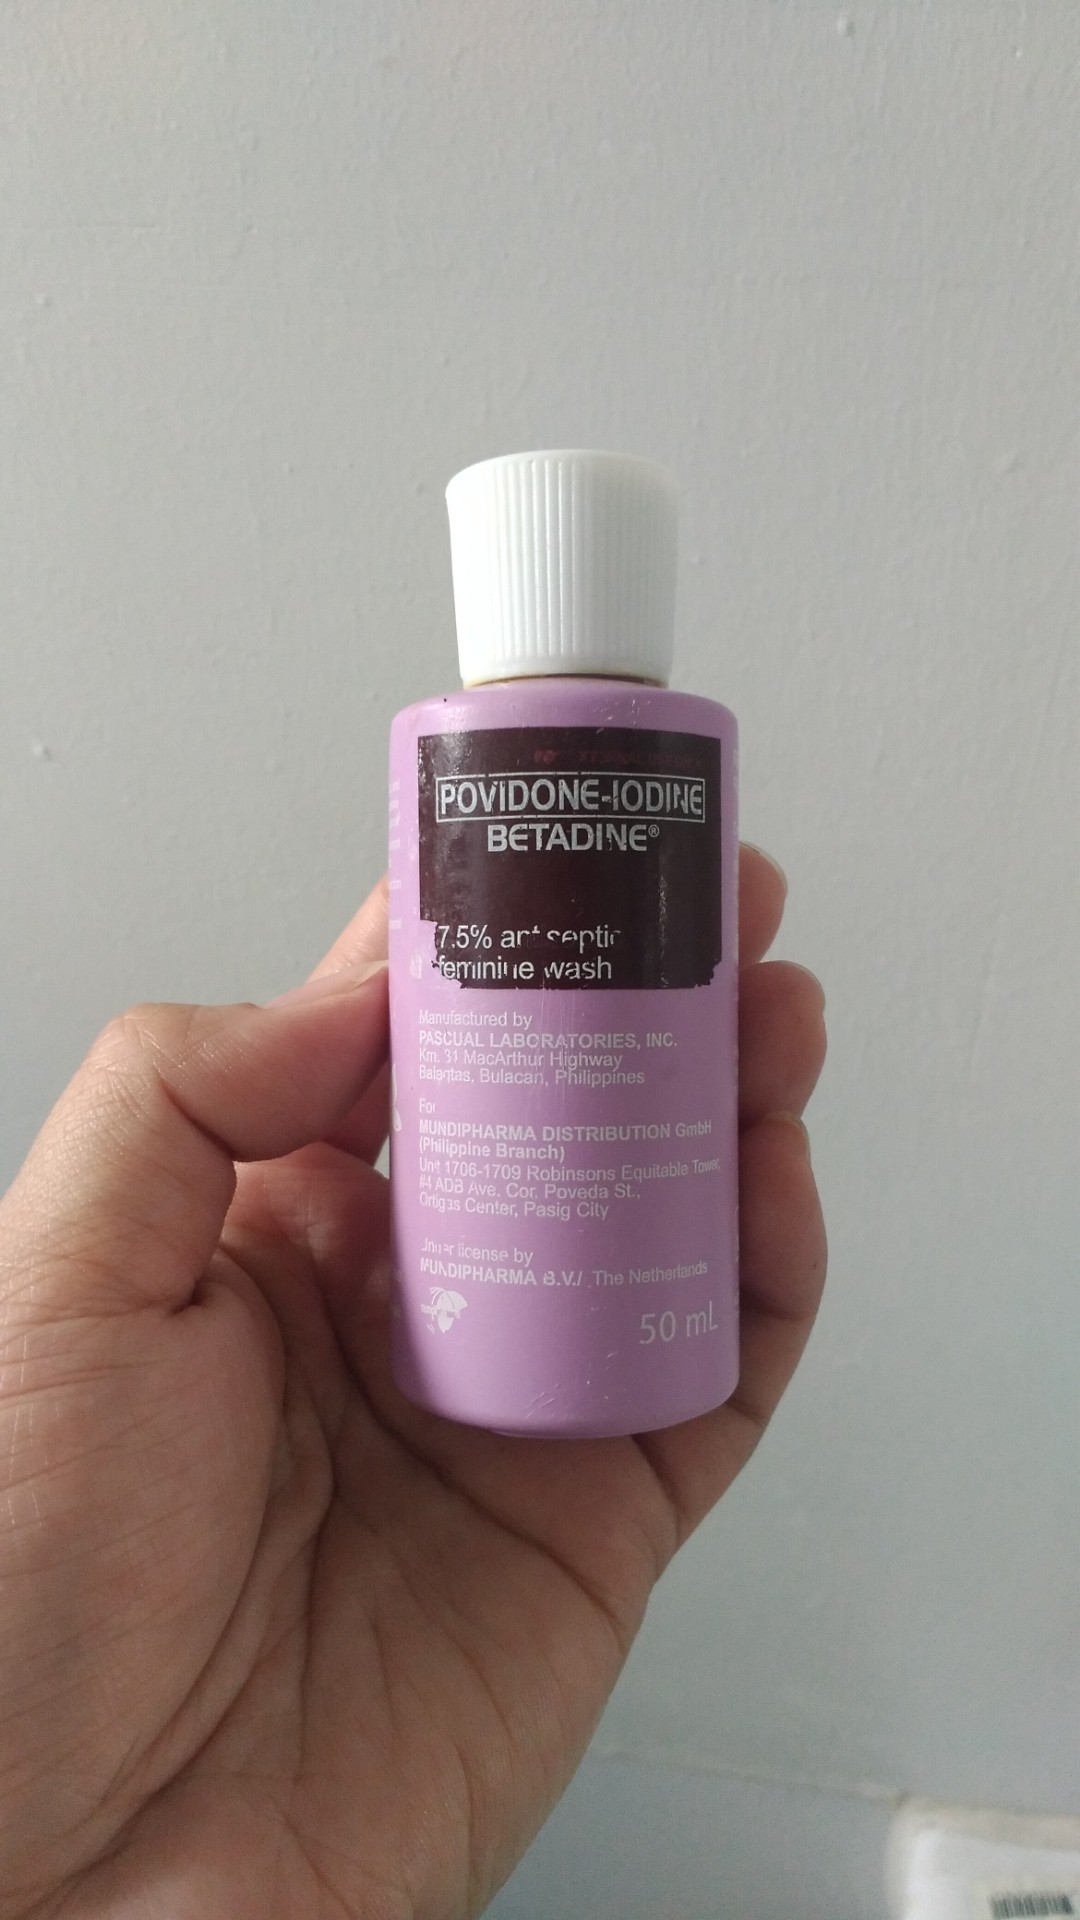 POVIDONE-IODINE
BETADINE®
7.5% antiseptic
feminine wash
Manufactured by
PASCUAL LABORATORIES, INC.
Km. 31 MacArthur Highway
Balagtas, Bulacan, Philippines
For
MUNDIPHARMA DISTRIBUTION GmbH
(Philippine Branch)
Unit 1706-1709 Robinsons Equitable Tower,
#4 ADB Ave. Cor. Poveda St.,
Ortigas Center, Pasig City
Under license by
MUNDIPHARMA B.V./ The Netherlands
50 mL